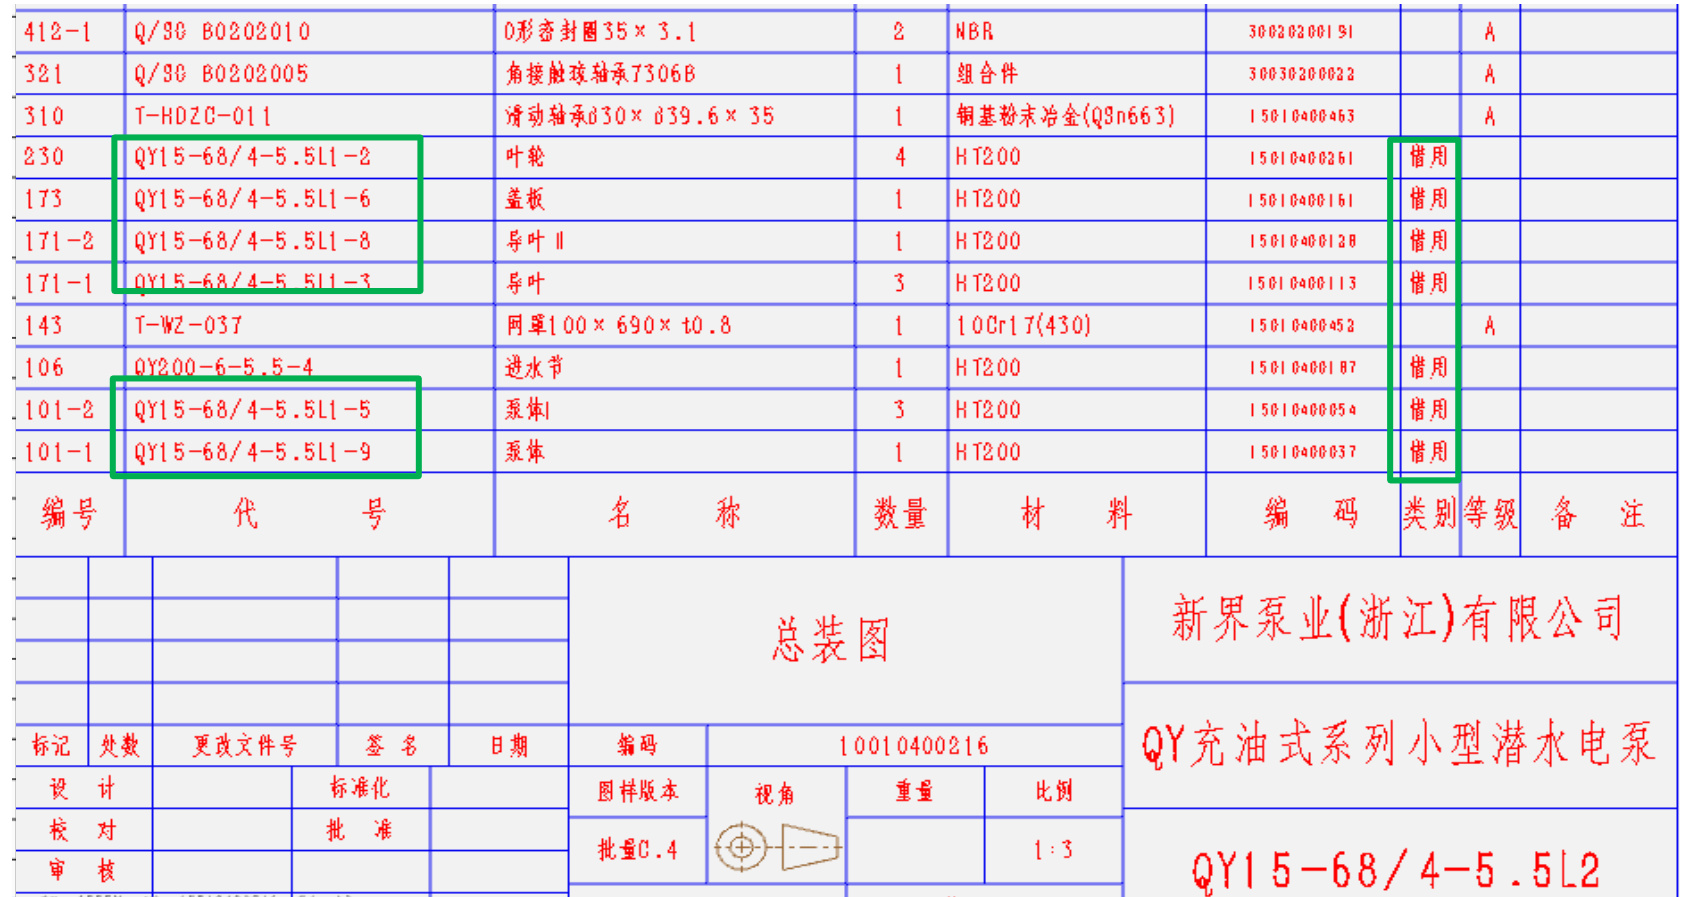 412-1 Q/SG B0202010 O形密封圈35×3.1 2 NBR 30020200191 A
321 Q/SG B0202005 角接触球轴承7306B 1 组合件 30030200022 A
310 T-HDZC-011 滑动轴承∂30×∂39.6×35 1 铜基粉末冶金(QSn663) 15010400463 A
230 QY15-68/4-5.5L1-2 叶轮 4 HT200 15010400261 借用
173 QY15-68/4-5.5L1-6 盖板 1 HT200 15010400161 借用
171-2 QY15-68/4-5.5L1-8 导叶Ⅱ 1 HT200 15010400128 借用
171-1 QY15-68/4-5.5L1-3 导叶 3 HT200 15010400113 借用
143 T-WZ-037 网罩100×690×t0.8 1 10Cr17(430) 15010400452 A
106 QY200-6-5.5-4 进水节 1 HT200 15010400187 借用
101-2 QY15-68/4-5.5L1-5 泵体Ⅰ 3 HT200 15010400054 借用
101-1 QY15-68/4-5.5L1-9 泵体 1 HT200 15010400037 借用
编号 代号 名称 数量 材料 编码 类别 等级 备注
总装图
新界泵业(浙江)有限公司
QY充油式系列小型潜水电泵
标记 处数 更改文件号 签名 日期 编码 10010400216
设计 标准化 图样版本 视角 重量 比例
校对 批准 批量C.4 1:3
审核
QY15-68/4-5.5L2